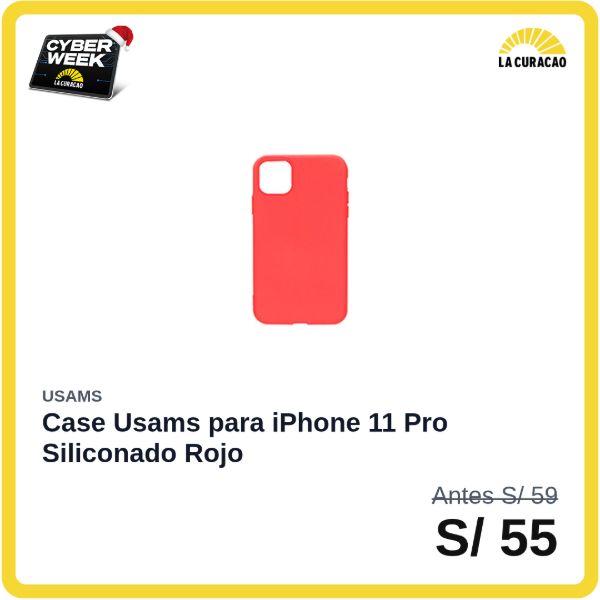 CYBER
WEEK
LA CURACAO
LA CURACAO
USAMS
Case Usams para iPhone 11 Pro
Siliconado Rojo
Antes S/ 59
S/ 55